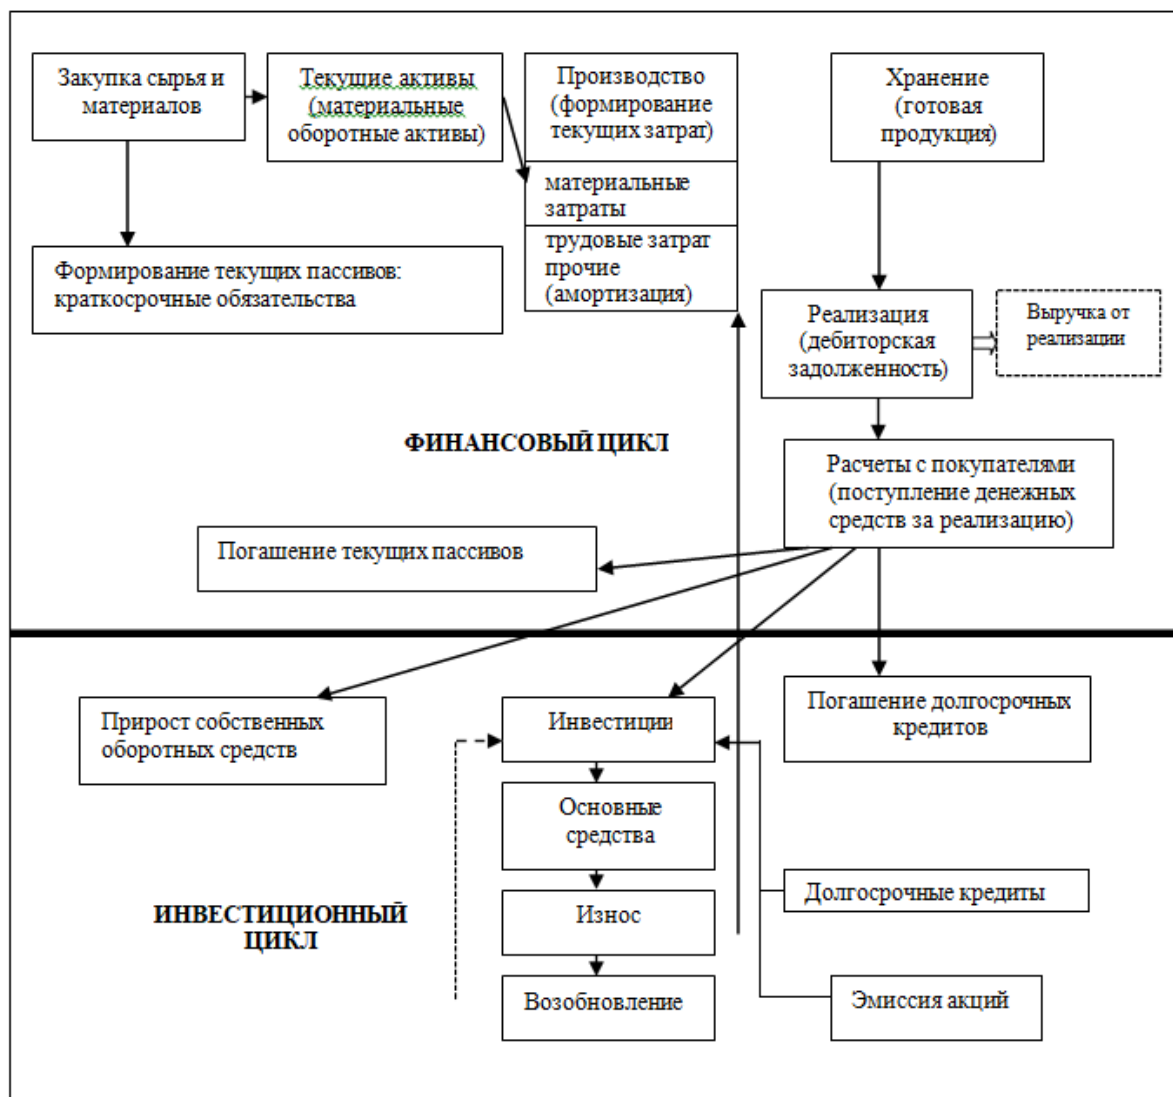 Закупка сырья и
материалов
Текущие активы
(материальные
оборотные активы)
Производство
(формирование
текущих затрат)
материальные
затраты
трудовые затрат
прочие
(амортизация)
Хранение
(готовая
продукция)
Формирование текущих пассивов:
краткосрочные обязательства
Реализация
(дебиторская
задолженность)
Выручка от
реализации
ФИНАНСОВЫЙ ЦИКЛ
Расчеты с покупателями
(поступление денежных
средств за реализацию)
Погашение текущих пассивов
Прирост собственных
оборотных средств
Инвестиции
Погашение долгосрочных
кредитов
Основные
средства
ИНВЕСТИЦИОННЫЙ
ЦИКЛ
Износ
Долгосрочные кредиты
Возобновление
Эмиссия акций